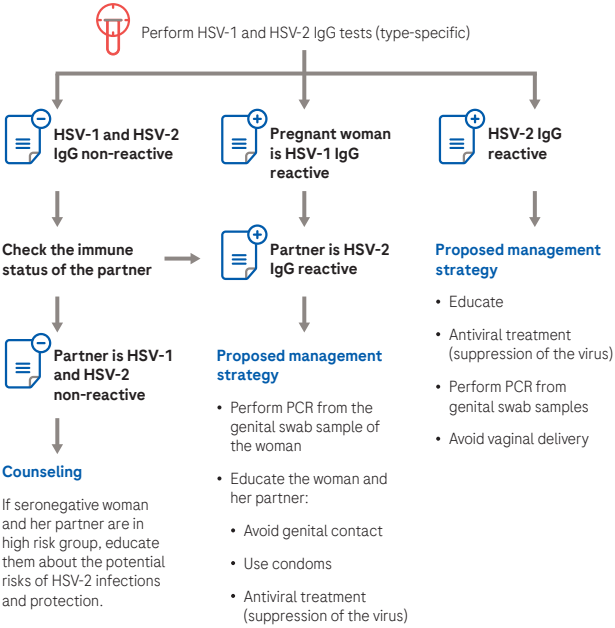 Perform HSV-1 and HSV-2 IgG tests (type-specific)
HSV-1 and HSV-2
IgG non-reactive
Check the immune
status of the partner
Partner is HSV-1
and HSV-2
non-reactive
Counseling
If seronegative woman
and her partner are in
high risk group, educate
them about the potential
risks of HSV-2 infections
and protection.
Pregnant woman
is HSV-1 IgG
reactive
Partner is HSV-2
IgG reactive
Proposed management
strategy
• Perform PCR from the
genital swab sample of
the woman
• Educate the woman and
her partner:
• Avoid genital contact
• Use condoms
• Antiviral treatment
(suppression of the virus)
HSV-2 IgG
reactive
Proposed management
strategy
• Educate
• Antiviral treatment
(suppression of the virus)
• Perform PCR from
genital swab samples
• Avoid vaginal delivery